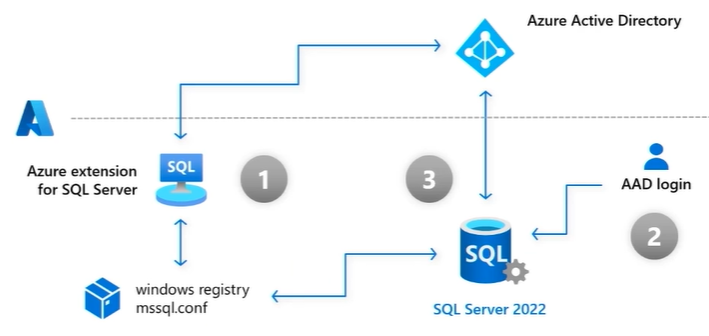 Azure Active Directory
Azure extension
for SQL Server
SQL
1
3
AAD login
2
SQL
windows registry
mssql.conf
SQL Server 2022